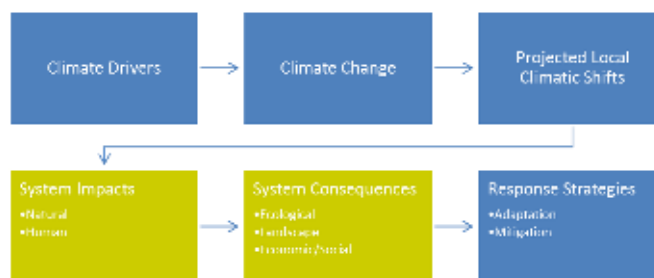 Climate Drivers
Climate Change
Projected Local
Climatic Shifts
System Impacts
•Natural
•Human
System Consequences
•Ecological
•Landscape
•Economic/Social
Response Strategies
•Adaptation
•Mitigation